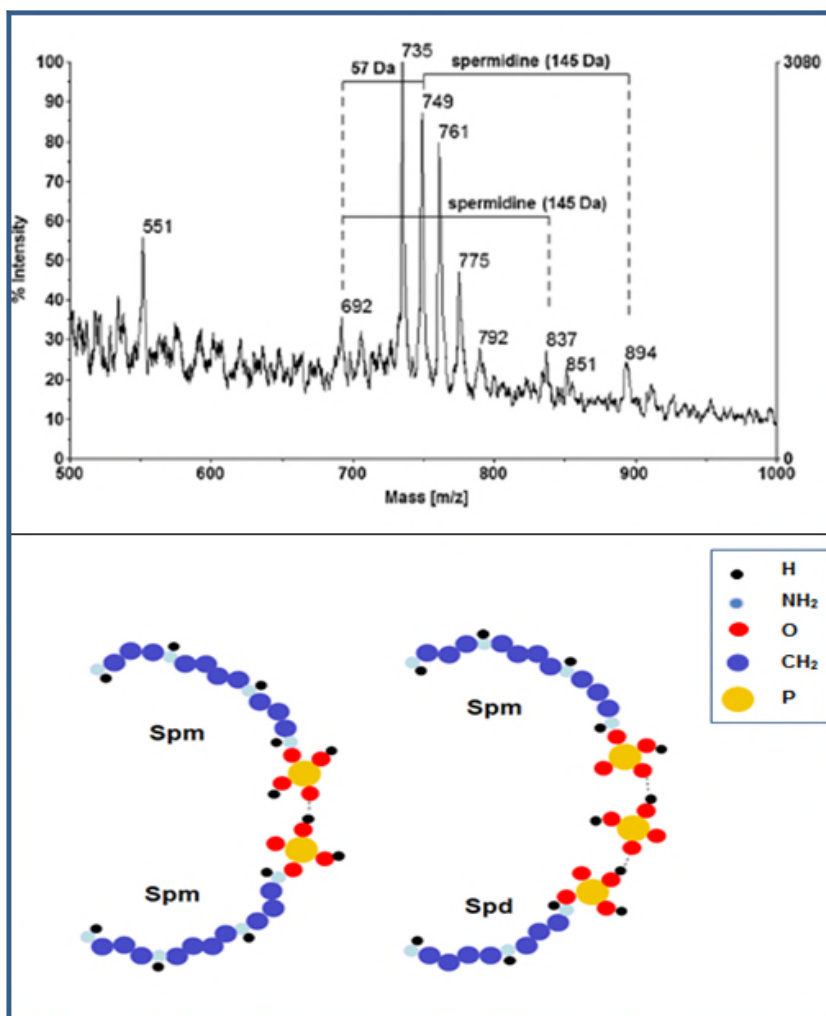 735
57 Da
spermidine (145 Da)
100
3080
749
90
761
80
70
spermidine (145 Da)
60
551
% Intensity
50
775
40
692
30
792
837
851
894
20
10
0
0
500
600
700
800
900
1000
Mass [m/z]
H
NH₂
O
CH₂
P
Spm
Spm
Spm
Spd